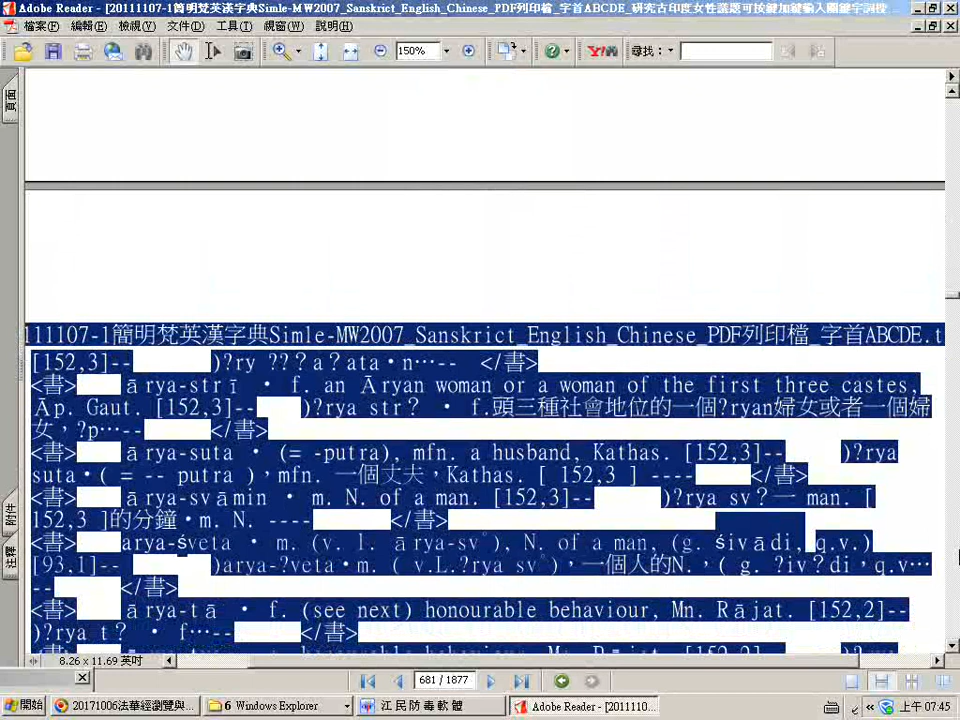 Adobe Reader - [20111107-1簡明梵英漢字典Simle-MW2007_Sanskrict_English_Chinese_PDF列印檔_字首ABCDE_研究古印度女性議題可按鍵加鍵輸入關鍵字詞搜
檔案(F) 編輯(E) 檢視(V) 文件(D) 工具(T) 視窗(W) 說明(H)
150% Y! 尋找:
頁面
111107-1簡明梵英漢字典Simle-MW2007_Sanskrict_English_Chinese_PDF列印檔_字首ABCDE.t
[152,3]-- )?ry ???a?ata‧n…-- </書>
<書> ārya-strī ‧ f. an Āryan woman or a woman of the first three castes,
Āp. Gaut. [152,3]-- )?rya str? ‧ f.頭三種社會地位的一個?ryan婦女或者一個婦
女，?p…-- </書>
<書> ārya-suta ‧ (= -putra), mfn. a husband, Kathas. [152,3]-- )?rya
suta‧( = -- putra ), mfn. 一個丈夫，Kathas. [ 152,3 ] ---- </書>
<書> ārya-svāmin ‧ m. N. of a man. [152,3]-- )?rya sv?一 man. [
152,3 ]的分鐘‧m. N. ---- </書>
<書> arya-śveta ‧ m. (v. l. ārya-sv°), N. of a man, (g. śivādi, q.v.)
[93,1]-- )arya-?veta‧m. ( v.L.?rya sv°), 一個人的N.，( g. ?iv?di，q.v…
-- </書>
<書> ārya-tā ‧ f. (see next) honourable behaviour, Mn. Rājat. [152,2]--
)?rya t? ‧ f…-- </書>
附件
注釋
8.26 x 11.69 英吋
681 / 1877
開始 20171006法華經瀏覽與... 6 Windows Explorer 江民防毒軟體 Adobe Reader - [2011110... 上午 07:45